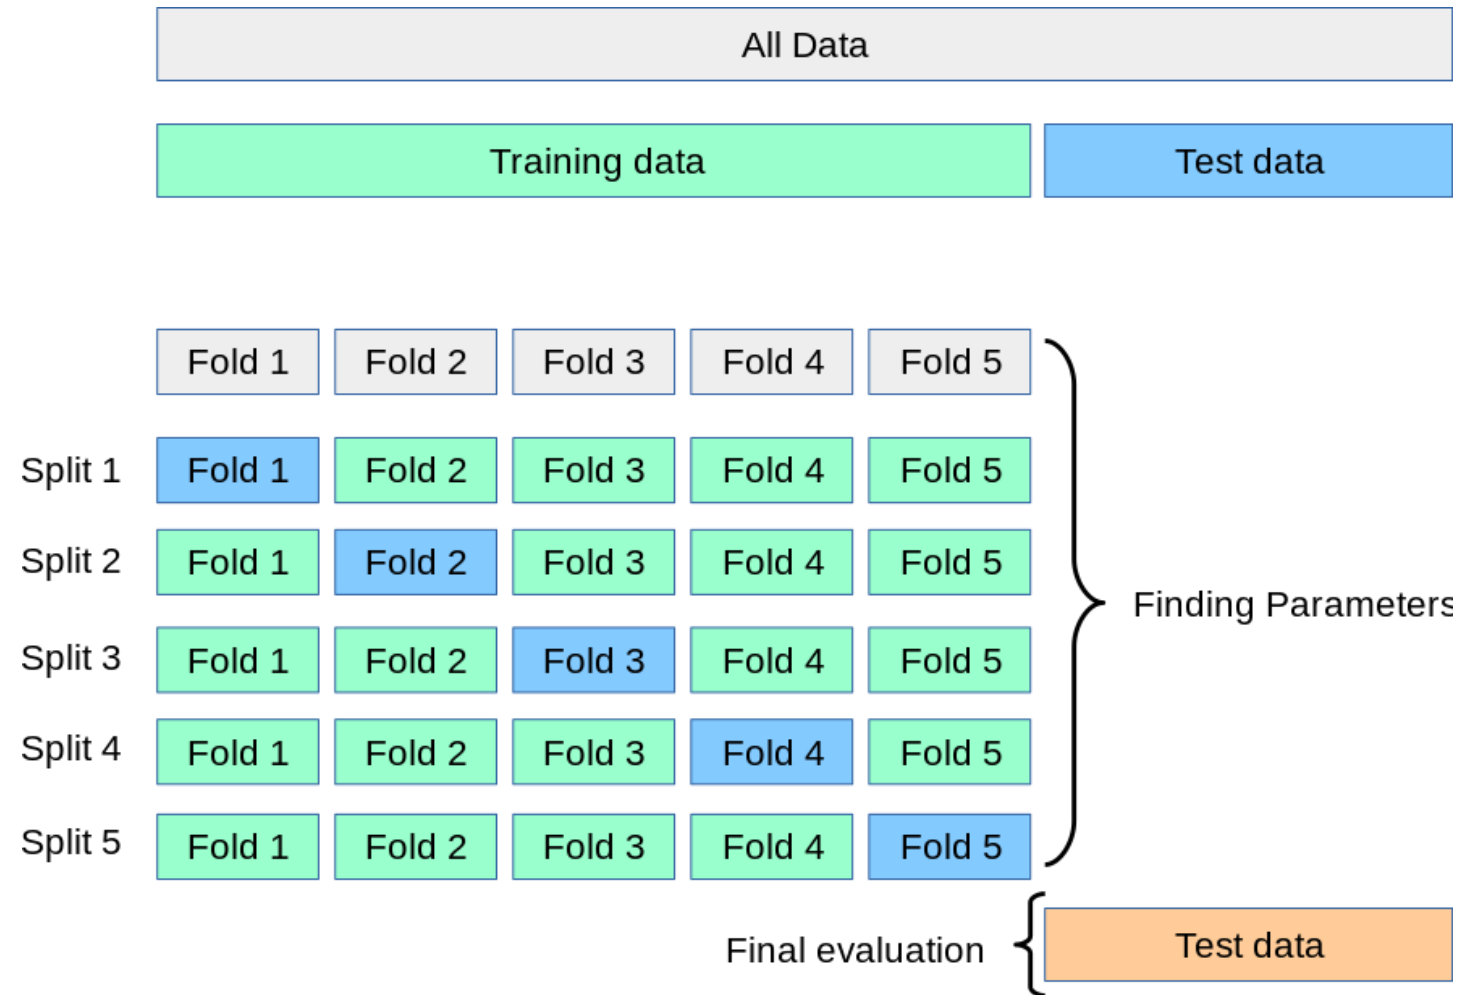 All Data
Training data Test data
Fold 1 Fold 2 Fold 3 Fold 4 Fold 5
Split 1 Fold 1 Fold 2 Fold 3 Fold 4 Fold 5
Split 2 Fold 1 Fold 2 Fold 3 Fold 4 Fold 5
Finding Parameters
Split 3 Fold 1 Fold 2 Fold 3 Fold 4 Fold 5
Split 4 Fold 1 Fold 2 Fold 3 Fold 4 Fold 5
Split 5 Fold 1 Fold 2 Fold 3 Fold 4 Fold 5
Final evaluation Test data